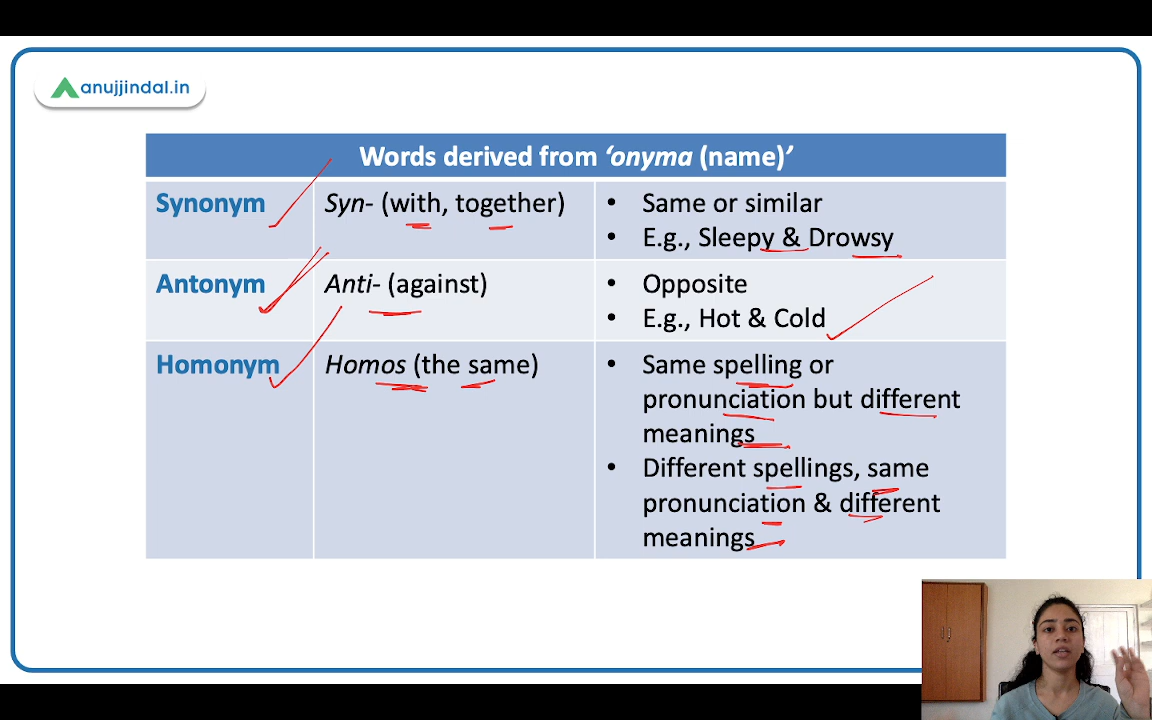 anujjindal.in
Words derived from ‘onyma (name)’
Synonym
Syn- (with, together)
• Same or similar
• E.g., Sleepy & Drowsy
Antonym
Anti- (against)
• Opposite
• E.g., Hot & Cold
Homonym
Homos (the same)
• Same spelling or
pronunciation but different
meanings
• Different spellings, same
pronunciation & different
meanings